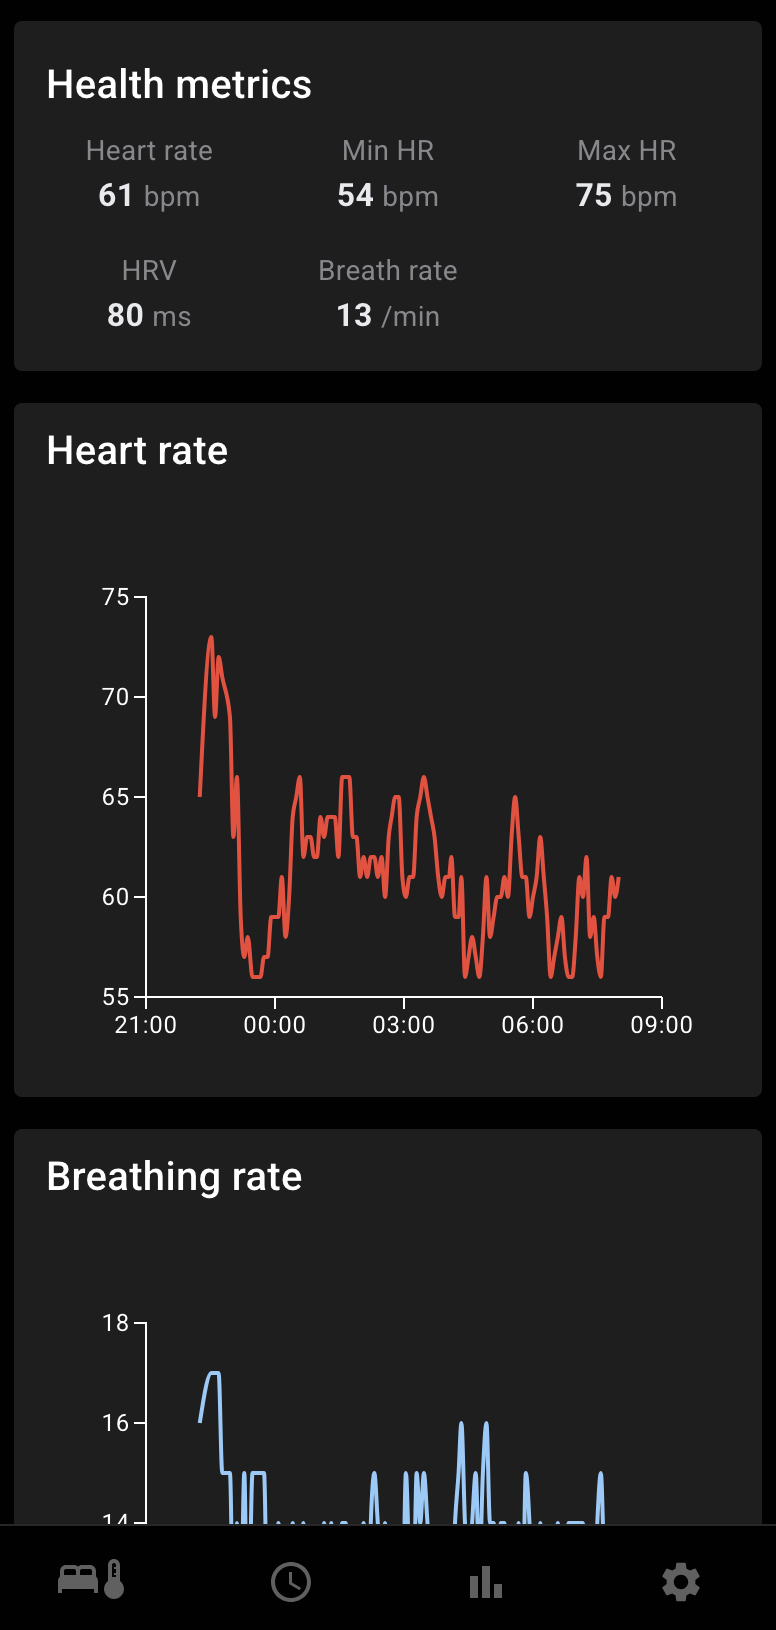 Health metrics
Heart rate Min HR Max HR
61 bpm 54 bpm 75 bpm
HRV Breath rate
80 ms 13 /min
Heart rate
75
70
65
60
55
21:00 00:00 03:00 06:00 09:00
Breathing rate
18
16
14